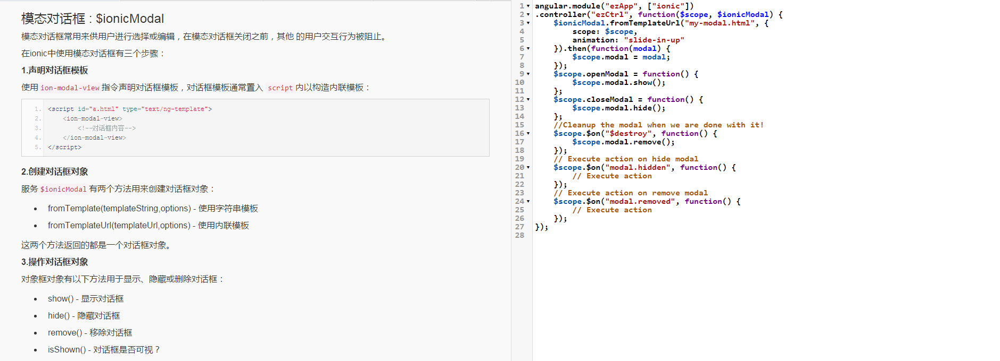 模态对话框 : $ionicModal
模态对话框常用来供用户进行选择或编辑，在模态对话框关闭之前，其他 的用户交互行为被阻止。
在ionic中使用模态对话框有三个步骤：
1.声明对话框模板
使用 ion-modal-view 指令声明对话框模板，对话框模板通常置入 script 内以构造内联模板：
1. <script id="a.html" type="text/ng-template">
2.     <ion-modal-view>
3.         <!--对话框内容-->
4.     </ion-modal-view>
5. </script>
2.创建对话框对象
服务 $ionicModal 有两个方法用来创建对话框对象：
• fromTemplate(templateString,options) - 使用字符串模板
• fromTemplateUrl(templateUrl,options) - 使用内联模板
这两个方法返回的都是一个对话框对象。
3.操作对话框对象
对象框对象有以下方法用于显示、隐藏或删除对话框：
• show() - 显示对话框
• hide() - 隐藏对话框
• remove() - 移除对话框
• isShown() - 对话框是否可视？
1 angular.module("ezApp", ["ionic"])
2 .controller("ezCtrl", function($scope, $ionicModal) {
3     $ionicModal.fromTemplateUrl("my-modal.html", {
4         scope: $scope,
5         animation: "slide-in-up"
6     }).then(function(modal) {
7         $scope.modal = modal;
8     });
9     $scope.openModal = function() {
10         $scope.modal.show();
11     };
12     $scope.closeModal = function() {
13         $scope.modal.hide();
14     };
15     //Cleanup the modal when we are done with it!
16     $scope.$on("$destroy", function() {
17         $scope.modal.remove();
18     });
19     // Execute action on hide modal
20     $scope.$on("modal.hidden", function() {
21         // Execute action
22     });
23     // Execute action on remove modal
24     $scope.$on("modal.removed", function() {
25         // Execute action
26     });
27 });
28